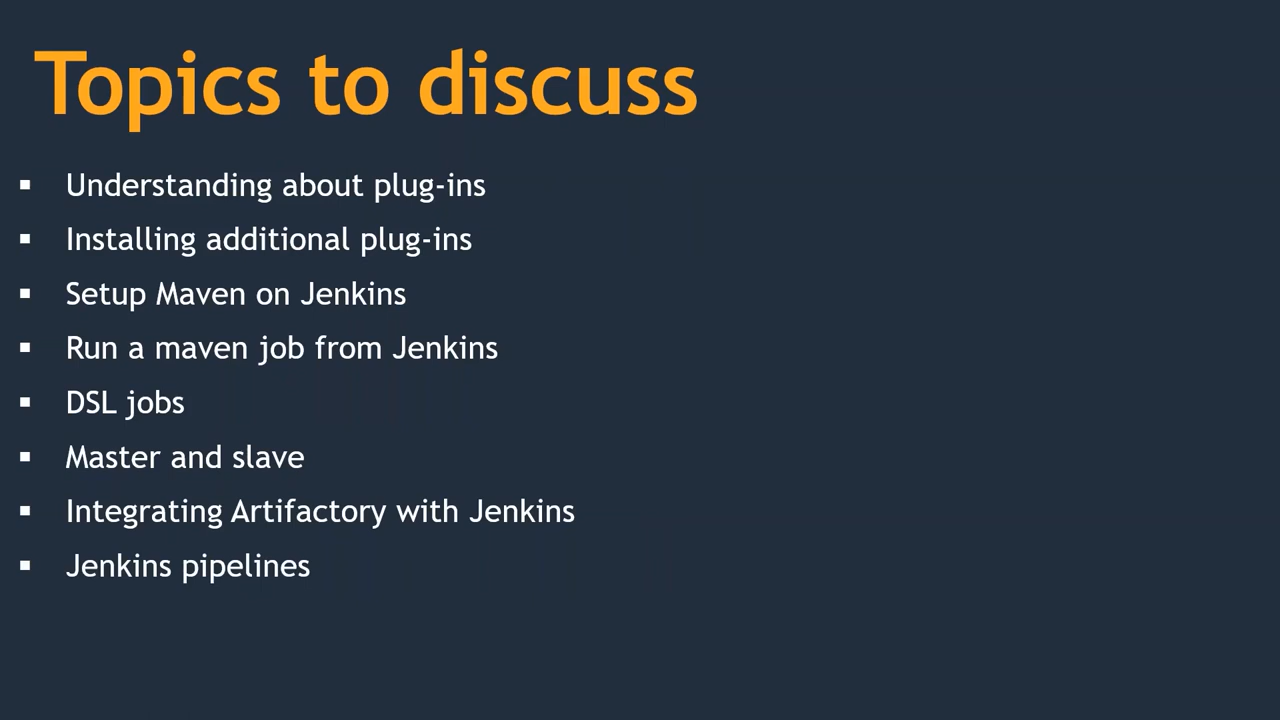 Topics to discuss
▪ Understanding about plug-ins
▪ Installing additional plug-ins
▪ Setup Maven on Jenkins
▪ Run a maven job from Jenkins
▪ DSL jobs
▪ Master and slave
▪ Integrating Artifactory with Jenkins
▪ Jenkins pipelines